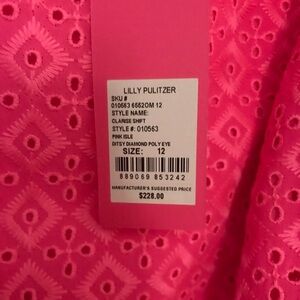 LILLY PULITZER
SKU #
010563 6652OM 12
STYLE NAME:
CLARISE SHIFT
STYLE #: 010563
PINK ISLE
DITSY DIAMOND POLY EYE
SIZE: 12
889069 853242
MANUFACTURER'S SUGGESTED PRICE
$228.00